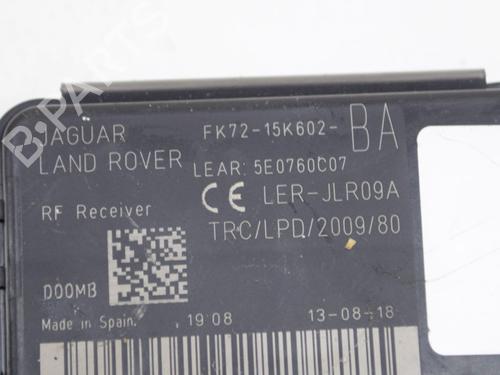 JAGUAR FK72-15K602-BA
LAND ROVER LEAR: 5E0760C07
CE LER-JLR09A
RF Receiver TRC/LPD/2009/80
D00MB
Made in Spain. 19:08 13-08-18